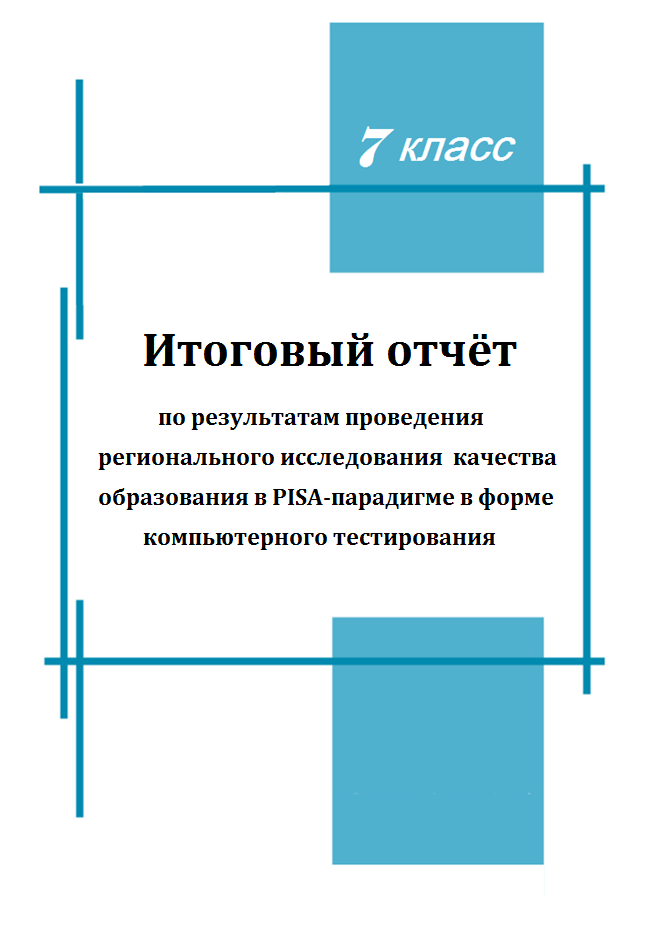 7 класс
Итоговый отчёт
по результатам проведения
регионального исследования качества
образования в PISA-парадигме в форме
компьютерного тестирования